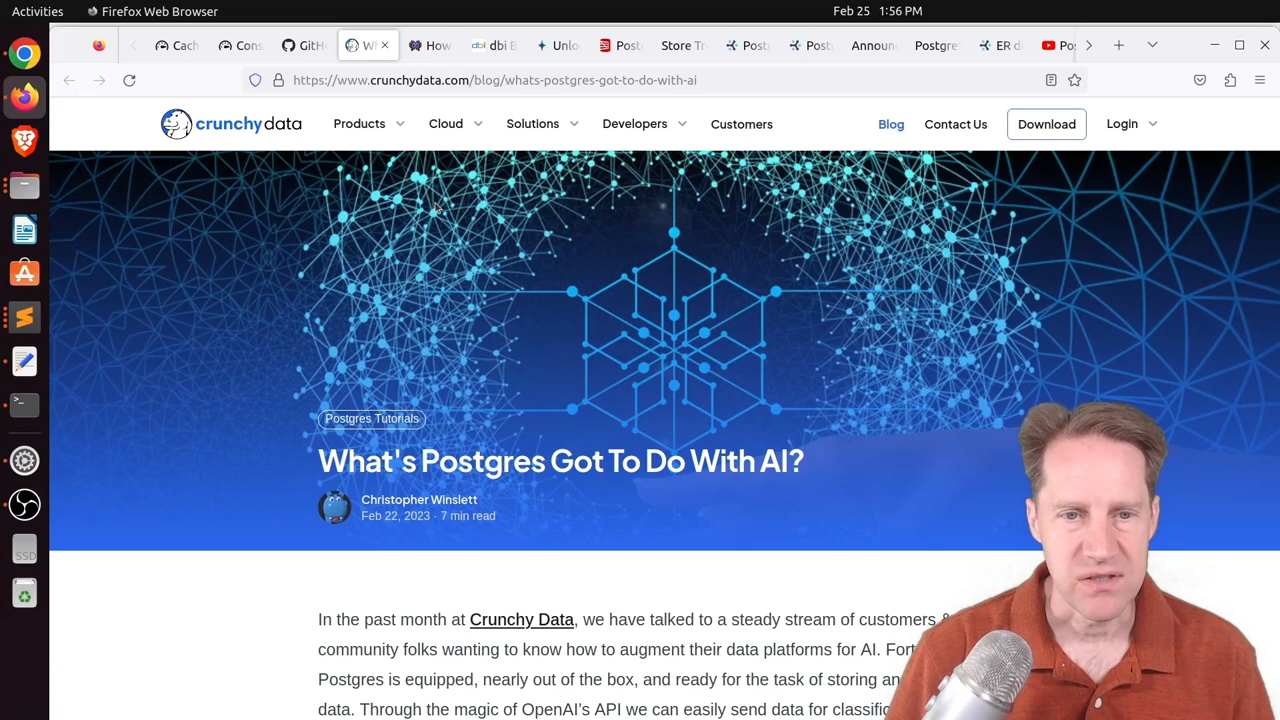 Activities
Firefox Web Browser
Feb 25 1:56 PM
Cach
Cons
GitH
How
dbi E
Unlo
Post
Store Tr
Post
Post
Announ
Postgre
ER d
Po
https://www.crunchydata.com/blog/whats-postgres-got-to-do-with-ai
crunchydata
Products
Cloud
Solutions
Developers
Customers
Blog
Contact Us
Download
Login
Postgres Tutorials
What's Postgres Got To Do With AI?
Christopher Winslett
Feb 22, 2023 · 7 min read
In the past month at Crunchy Data, we have talked to a steady stream of customers &
community folks wanting to know how to augment their data platforms for AI. Fort
Postgres is equipped, nearly out of the box, and ready for the task of storing an
data. Through the magic of OpenAI's API we can easily send data for classific
SSD